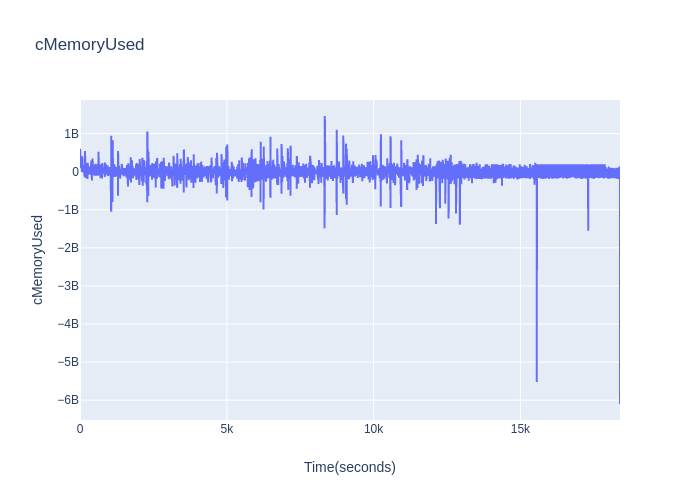 cMemoryUsed
1B
0
−1B
−2B
−3B
−4B
−5B
−6B
cMemoryUsed
0
5k
10k
15k
Time(seconds)